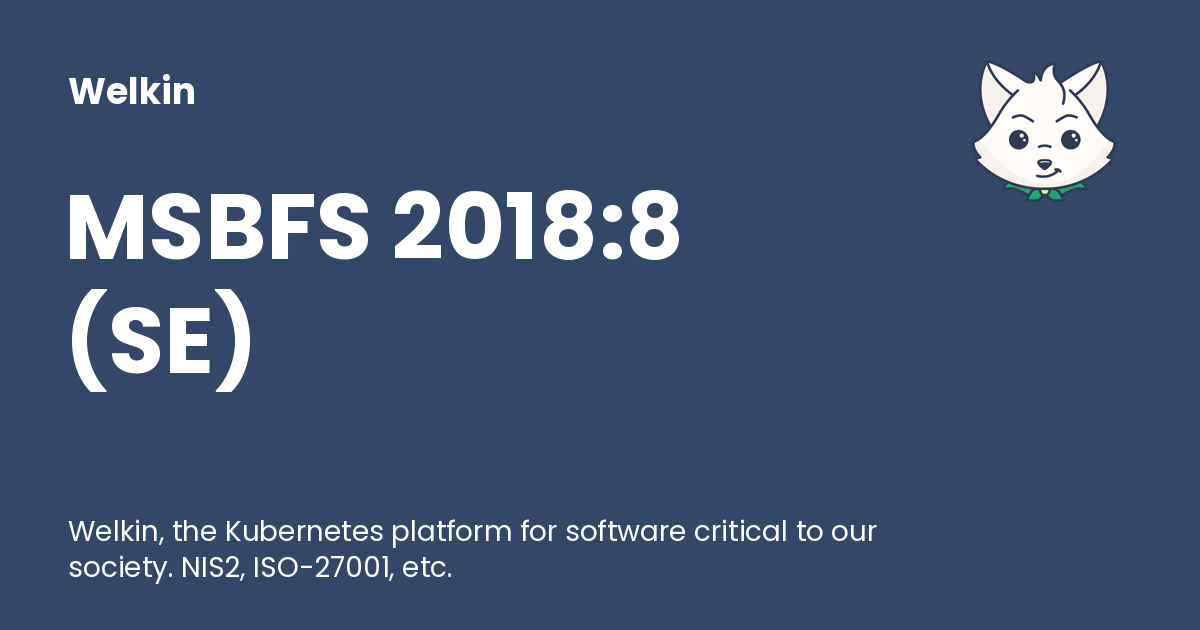 Welkin
MSBFS 2018:8
(SE)
Welkin, the Kubernetes platform for software critical to our
society. NIS2, ISO-27001, etc.